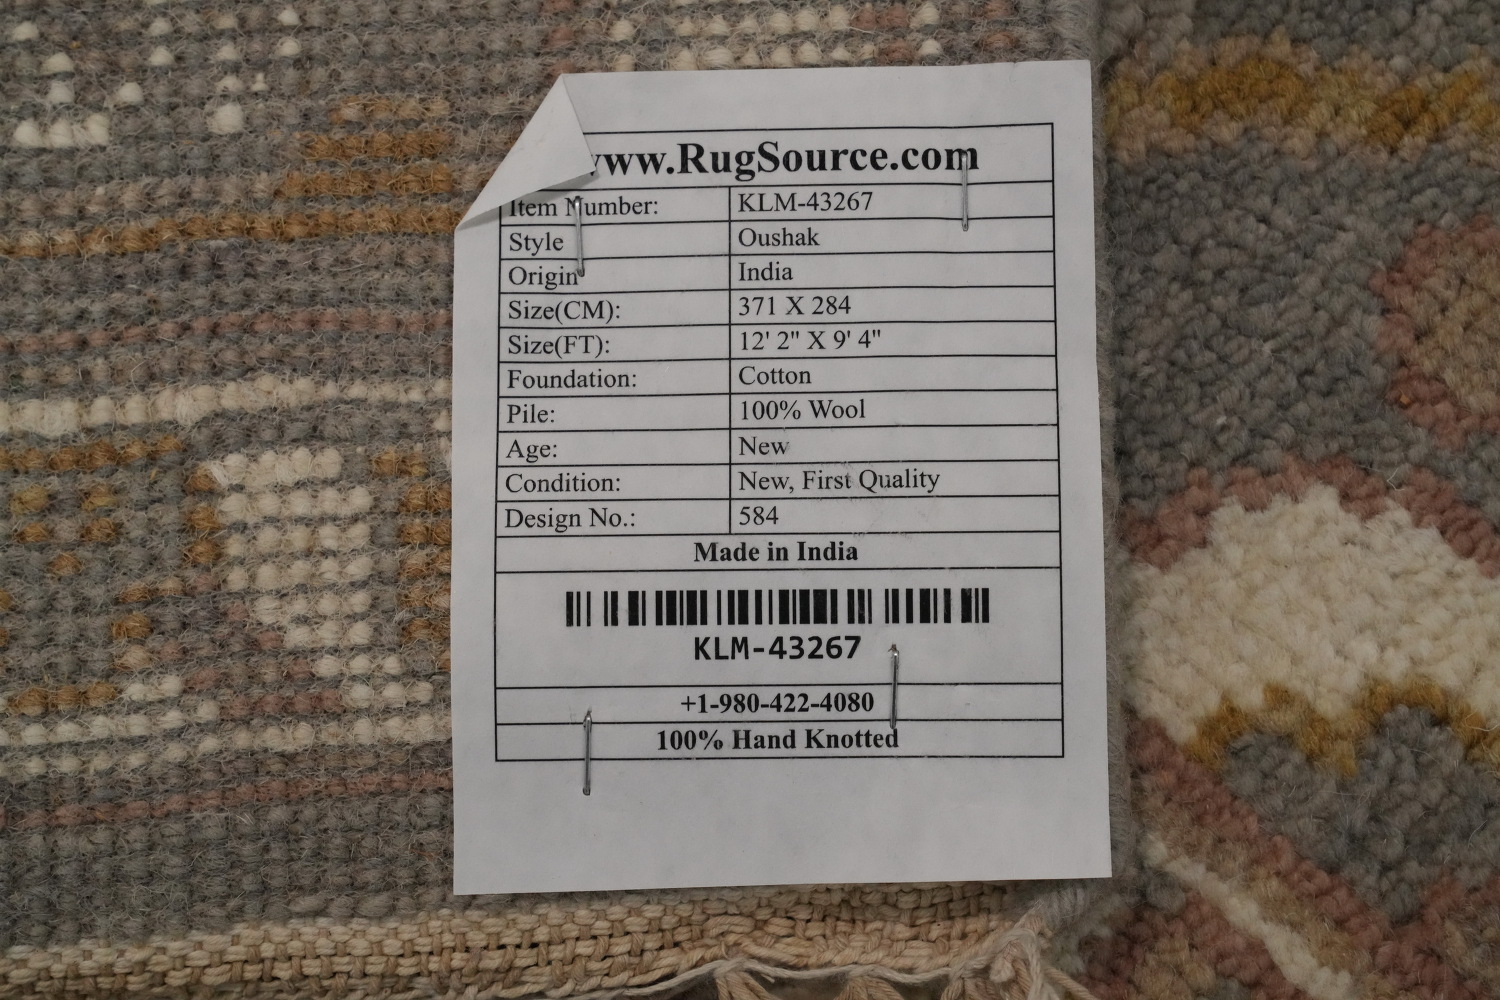 www.RugSource.com
Item Number: KLM-43267
Style Oushak
Origin India
Size(CM): 371 X 284
Size(FT): 12' 2" X 9' 4"
Foundation: Cotton
Pile: 100% Wool
Age: New
Condition: New, First Quality
Design No.: 584
Made in India
KLM-43267
+1-980-422-4080
100% Hand Knotted